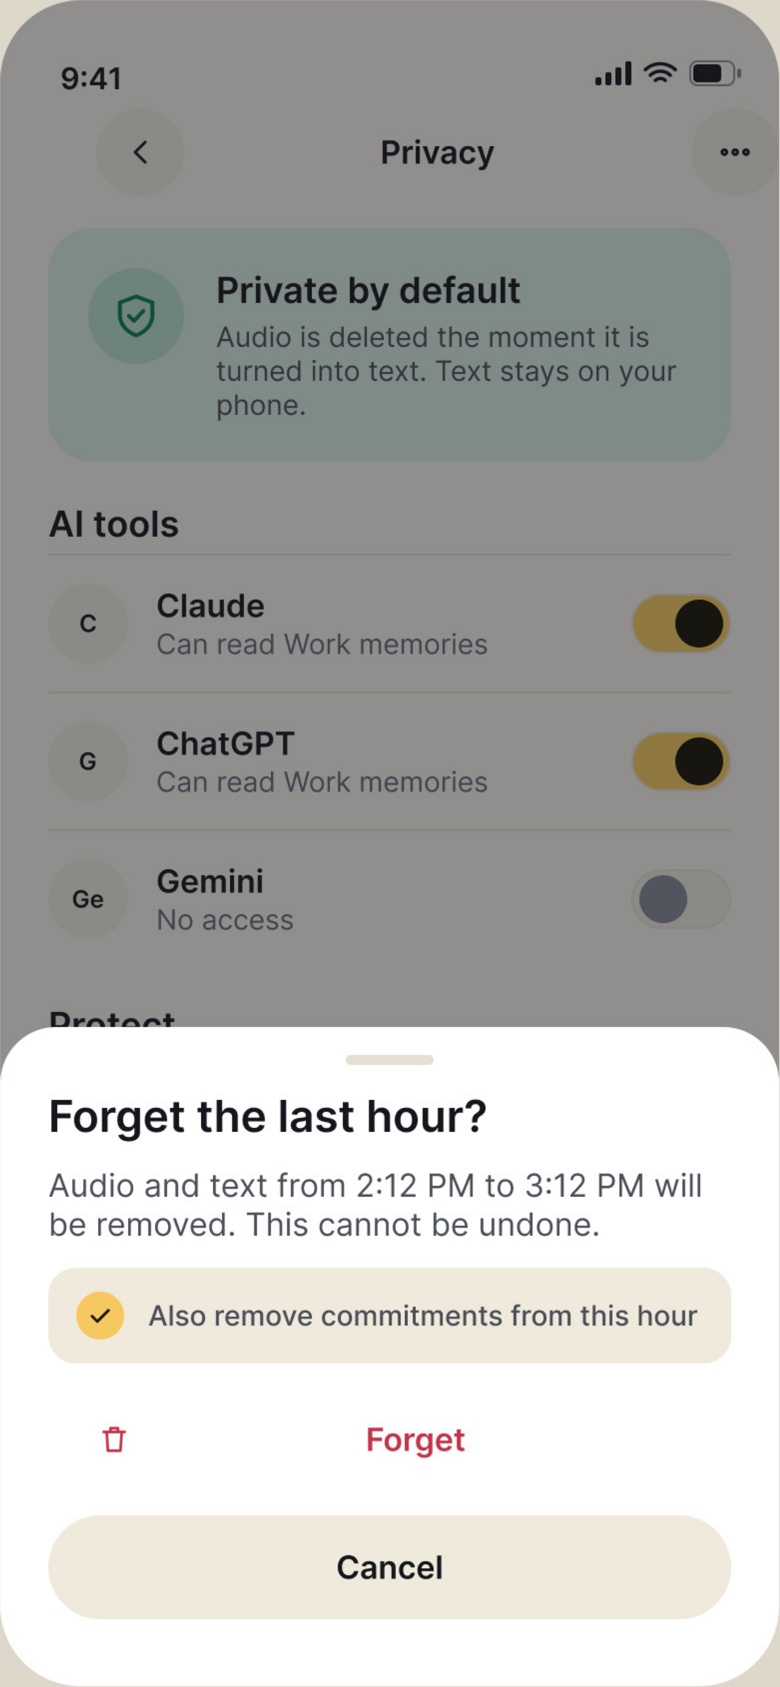 9:41
Privacy
Private by default
Audio is deleted the moment it is
turned into text. Text stays on your
phone.
AI tools
C
Claude
Can read Work memories
G
ChatGPT
Can read Work memories
Ge
Gemini
No access
Protect
Forget the last hour?
Audio and text from 2:12 PM to 3:12 PM will
be removed. This cannot be undone.
Also remove commitments from this hour
Forget
Cancel